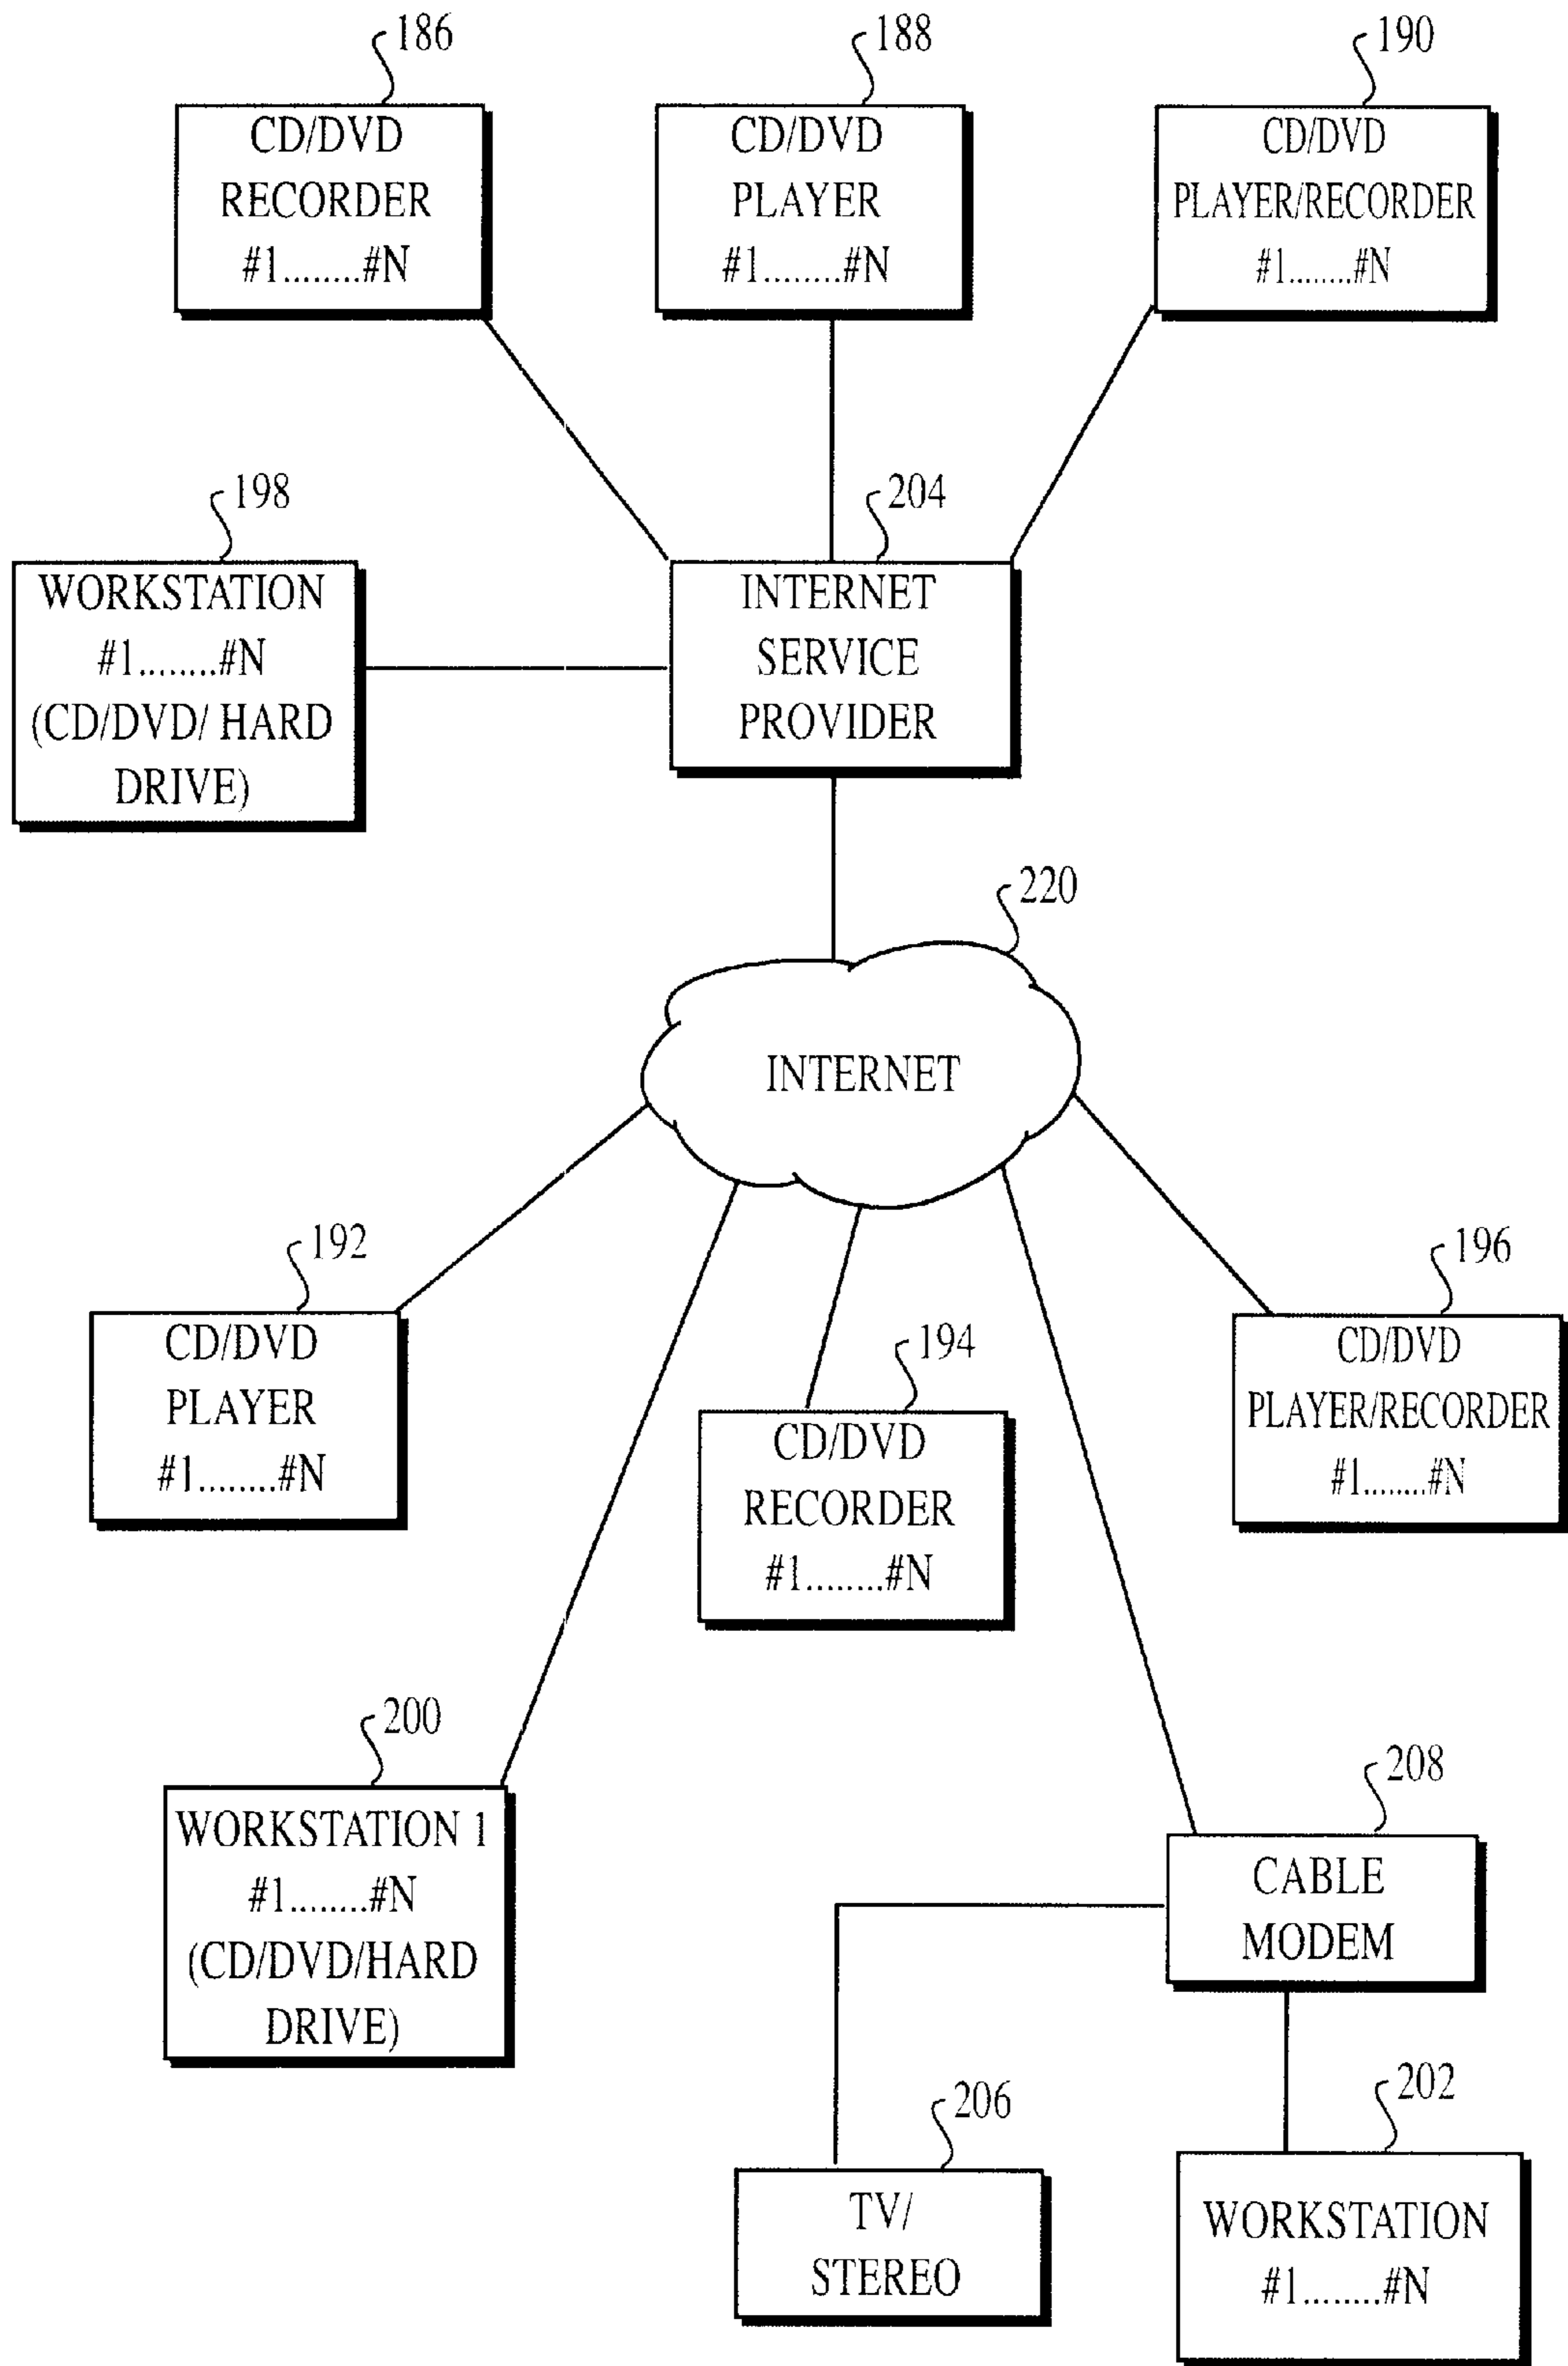 186
188
190
CD/DVD
RECORDER
#1........#N
CD/DVD
PLAYER
#1........#N
CD/DVD
PLAYER/RECORDER
#1........#N
198
204
WORKSTATION
#1........#N
(CD/DVD/ HARD
DRIVE)
INTERNET
SERVICE
PROVIDER
220
INTERNET
192
196
CD/DVD
PLAYER
#1........#N
194
CD/DVD
RECORDER
#1........#N
CD/DVD
PLAYER/RECORDER
#1........#N
200
WORKSTATION 1
#1........#N
(CD/DVD/HARD
DRIVE)
208
CABLE
MODEM
206
TV/
STEREO
202
WORKSTATION
#1........#N